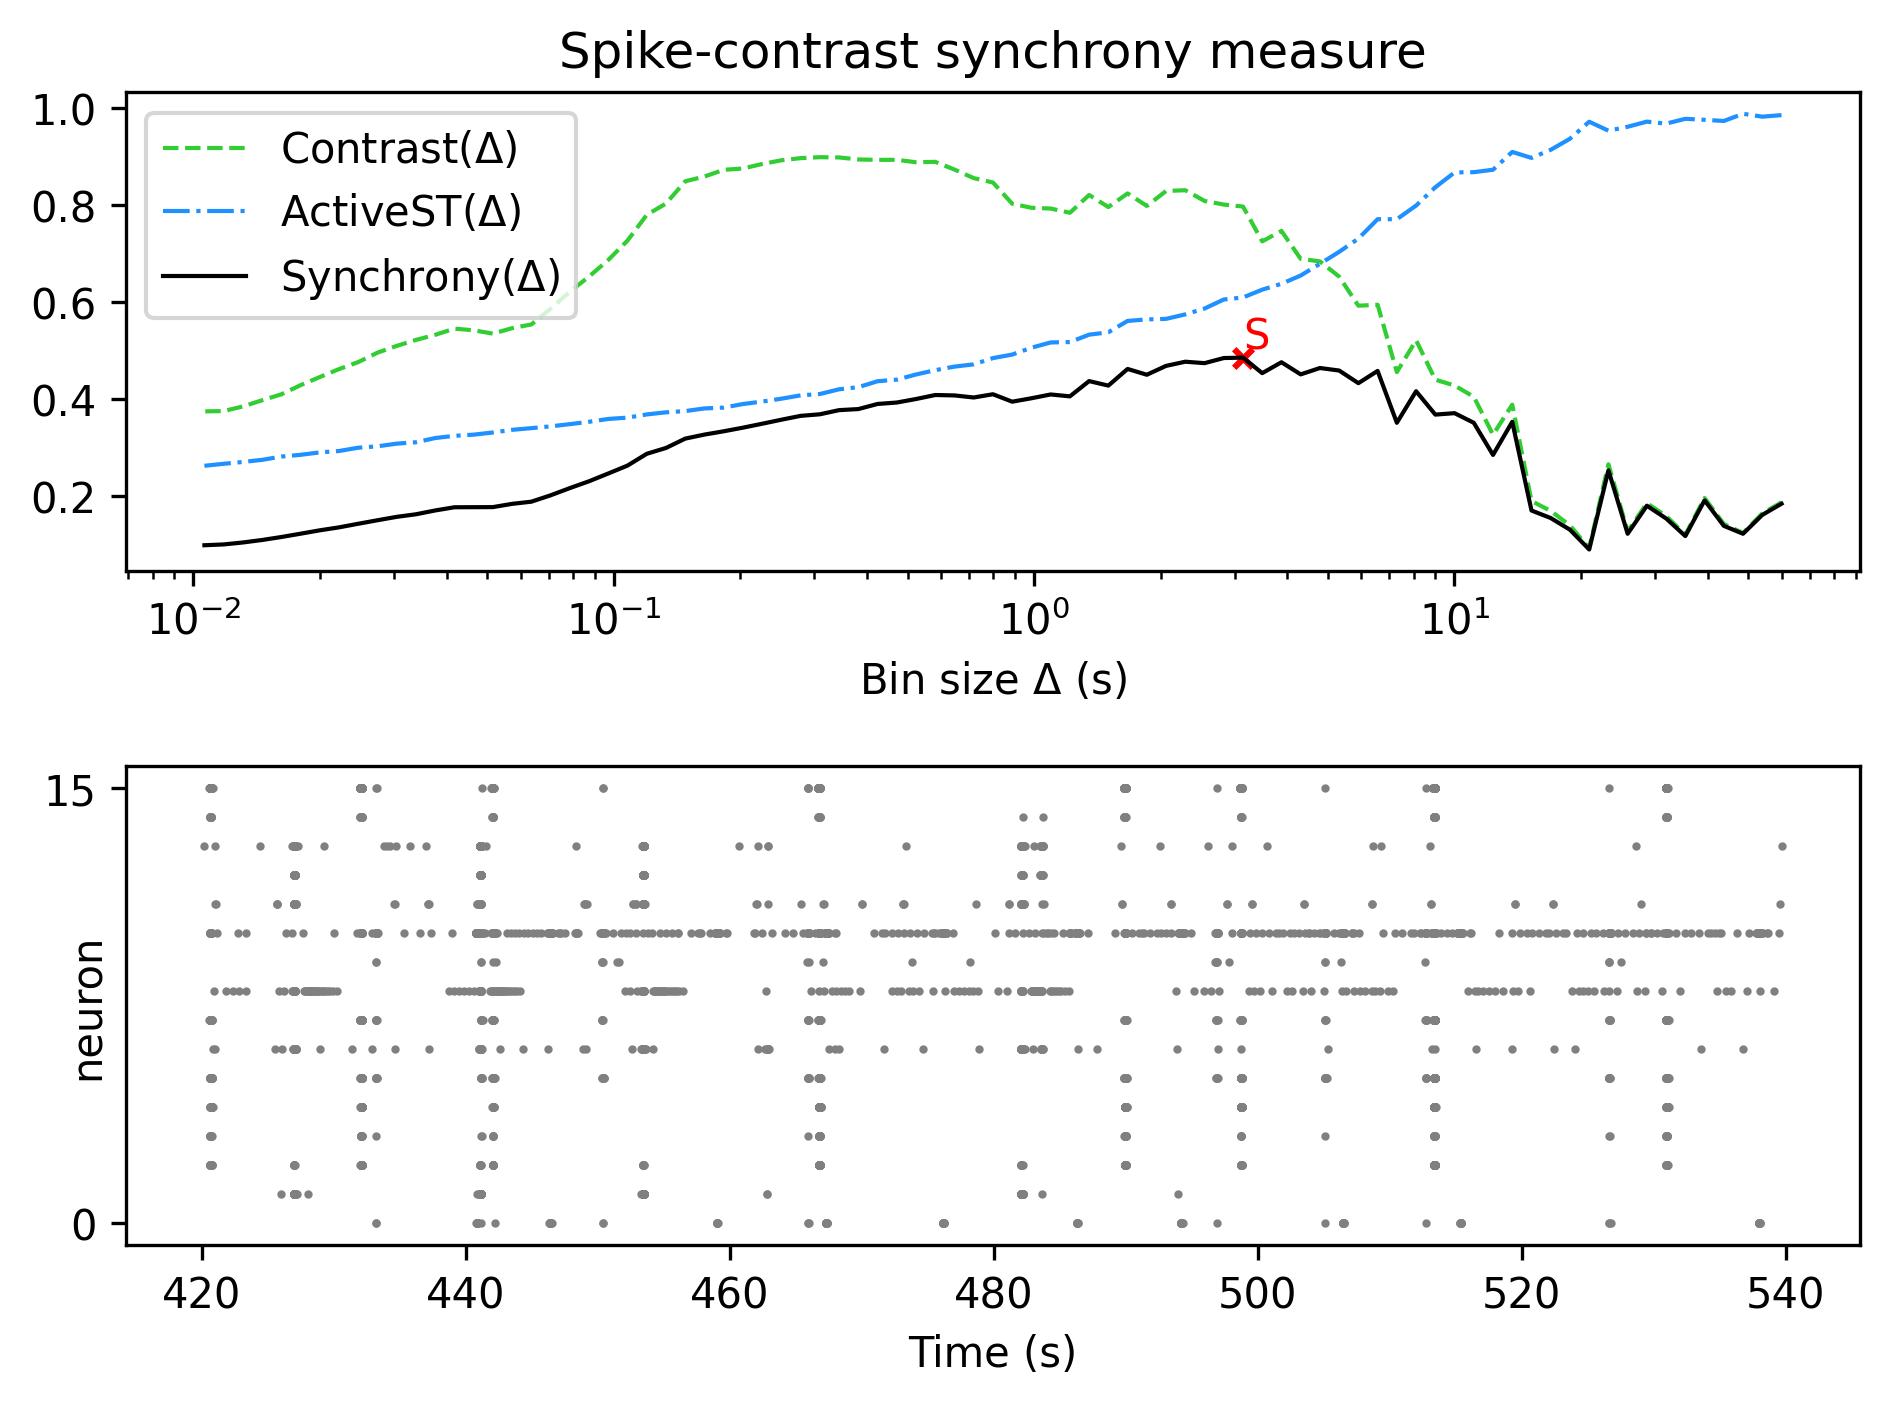 Spike-contrast synchrony measure
1.0
0.8
0.6
0.4
0.2
Contrast(Δ)
ActiveST(Δ)
Synchrony(Δ)
S
10⁻² 10⁻¹ 10⁰ 10¹
Bin size Δ (s)
15
0
neuron
420 440 460 480 500 520 540
Time (s)